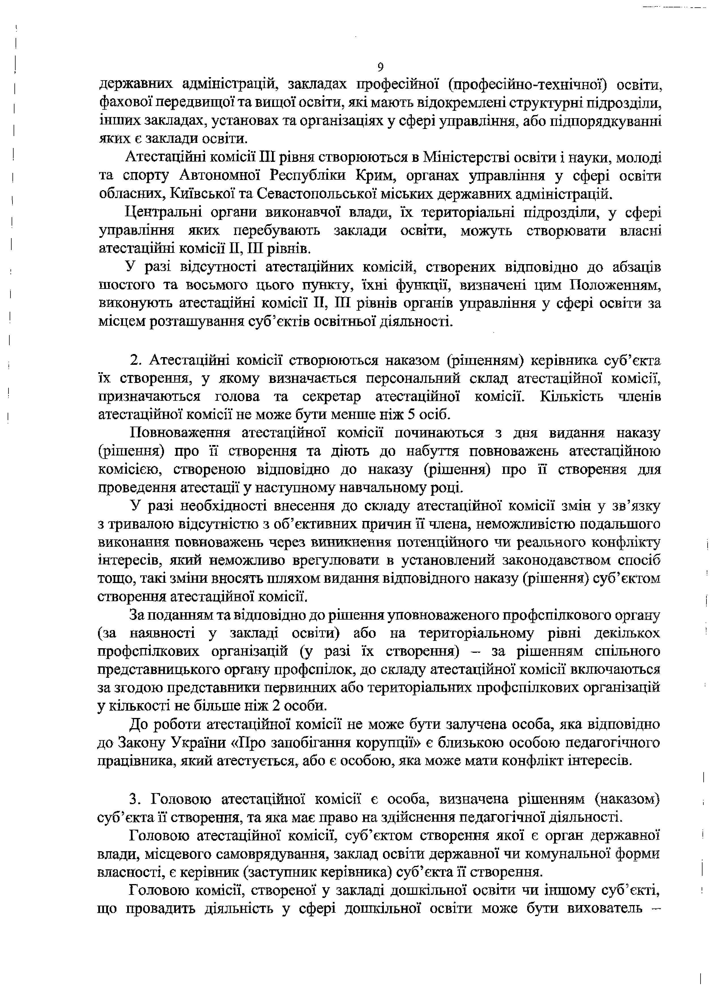 9
державних адміністрацій, закладах професійної (професійно-технічної) освіти,
фахової передвищої та вищої освіти, які мають відокремлені структурні підрозділи,
інших закладах, установах та організаціях у сфері управління, або підпорядкуванні
яких є заклади освіти.
Атестаційні комісії ІІІ рівня створюються в Міністерстві освіти і науки, молоді
та спорту Автономної Республіки Крим, органах управління у сфері освіти
обласних, Київської та Севастопольської міських державних адміністрацій.
Центральні органи виконавчої влади, їх територіальні підрозділи, у сфері
управління яких перебувають заклади освіти, можуть створювати власні
атестаційні комісії ІІ, ІІІ рівнів.
У разі відсутності атестаційних комісій, створених відповідно до абзаців
шостого та восьмого цього пункту, їхні функції, визначені цим Положенням,
виконують атестаційні комісії ІІ, ІІІ рівнів органів управління у сфері освіти за
місцем розташування суб’єктів освітньої діяльності.
2. Атестаційні комісії створюються наказом (рішенням) керівника суб’єкта
їх створення, у якому визначається персональний склад атестаційної комісії,
призначаються голова та секретар атестаційної комісії. Кількість членів
атестаційної комісії не може бути менше ніж 5 осіб.
Повноваження атестаційної комісії починаються з дня видання наказу
(рішення) про її створення та діють до набуття повноважень атестаційною
комісією, створеною відповідно до наказу (рішення) про її створення для
проведення атестації у наступному навчальному році.
У разі необхідності внесення до складу атестаційної комісії змін у зв’язку
з тривалою відсутністю з об’єктивних причин її члена, неможливістю подальшого
виконання повноважень через виникнення потенційного чи реального конфлікту
інтересів, який неможливо врегулювати в установлений законодавством спосіб
тощо, такі зміни вносять шляхом видання відповідного наказу (рішення) суб’єктом
створення атестаційної комісії.
За поданням та відповідно до рішення уповноваженого профспілкового органу
(за наявності у закладі освіти) або на територіальному рівні декількох
профспілкових організацій (у разі їх створення) – за рішенням спільного
представницького органу профспілок, до складу атестаційної комісії включаються
за згодою представники первинних або територіальних профспілкових організацій
у кількості не більше ніж 2 особи.
До роботи атестаційної комісії не може бути залучена особа, яка відповідно
до Закону України «Про запобігання корупції» є близькою особою педагогічного
працівника, який атестується, або є особою, яка може мати конфлікт інтересів.
3. Головою атестаційної комісії є особа, визначена рішенням (наказом)
суб’єкта її створення, та яка має право на здійснення педагогічної діяльності.
Головою атестаційної комісії, суб’єктом створення якої є орган державної
влади, місцевого самоврядування, заклад освіти державної чи комунальної форми
власності, є керівник (заступник керівника) суб’єкта її створення.
Головою комісії, створеної у закладі дошкільної освіти чи іншому суб’єкті,
що провадить діяльність у сфері дошкільної освіти може бути вихователь –